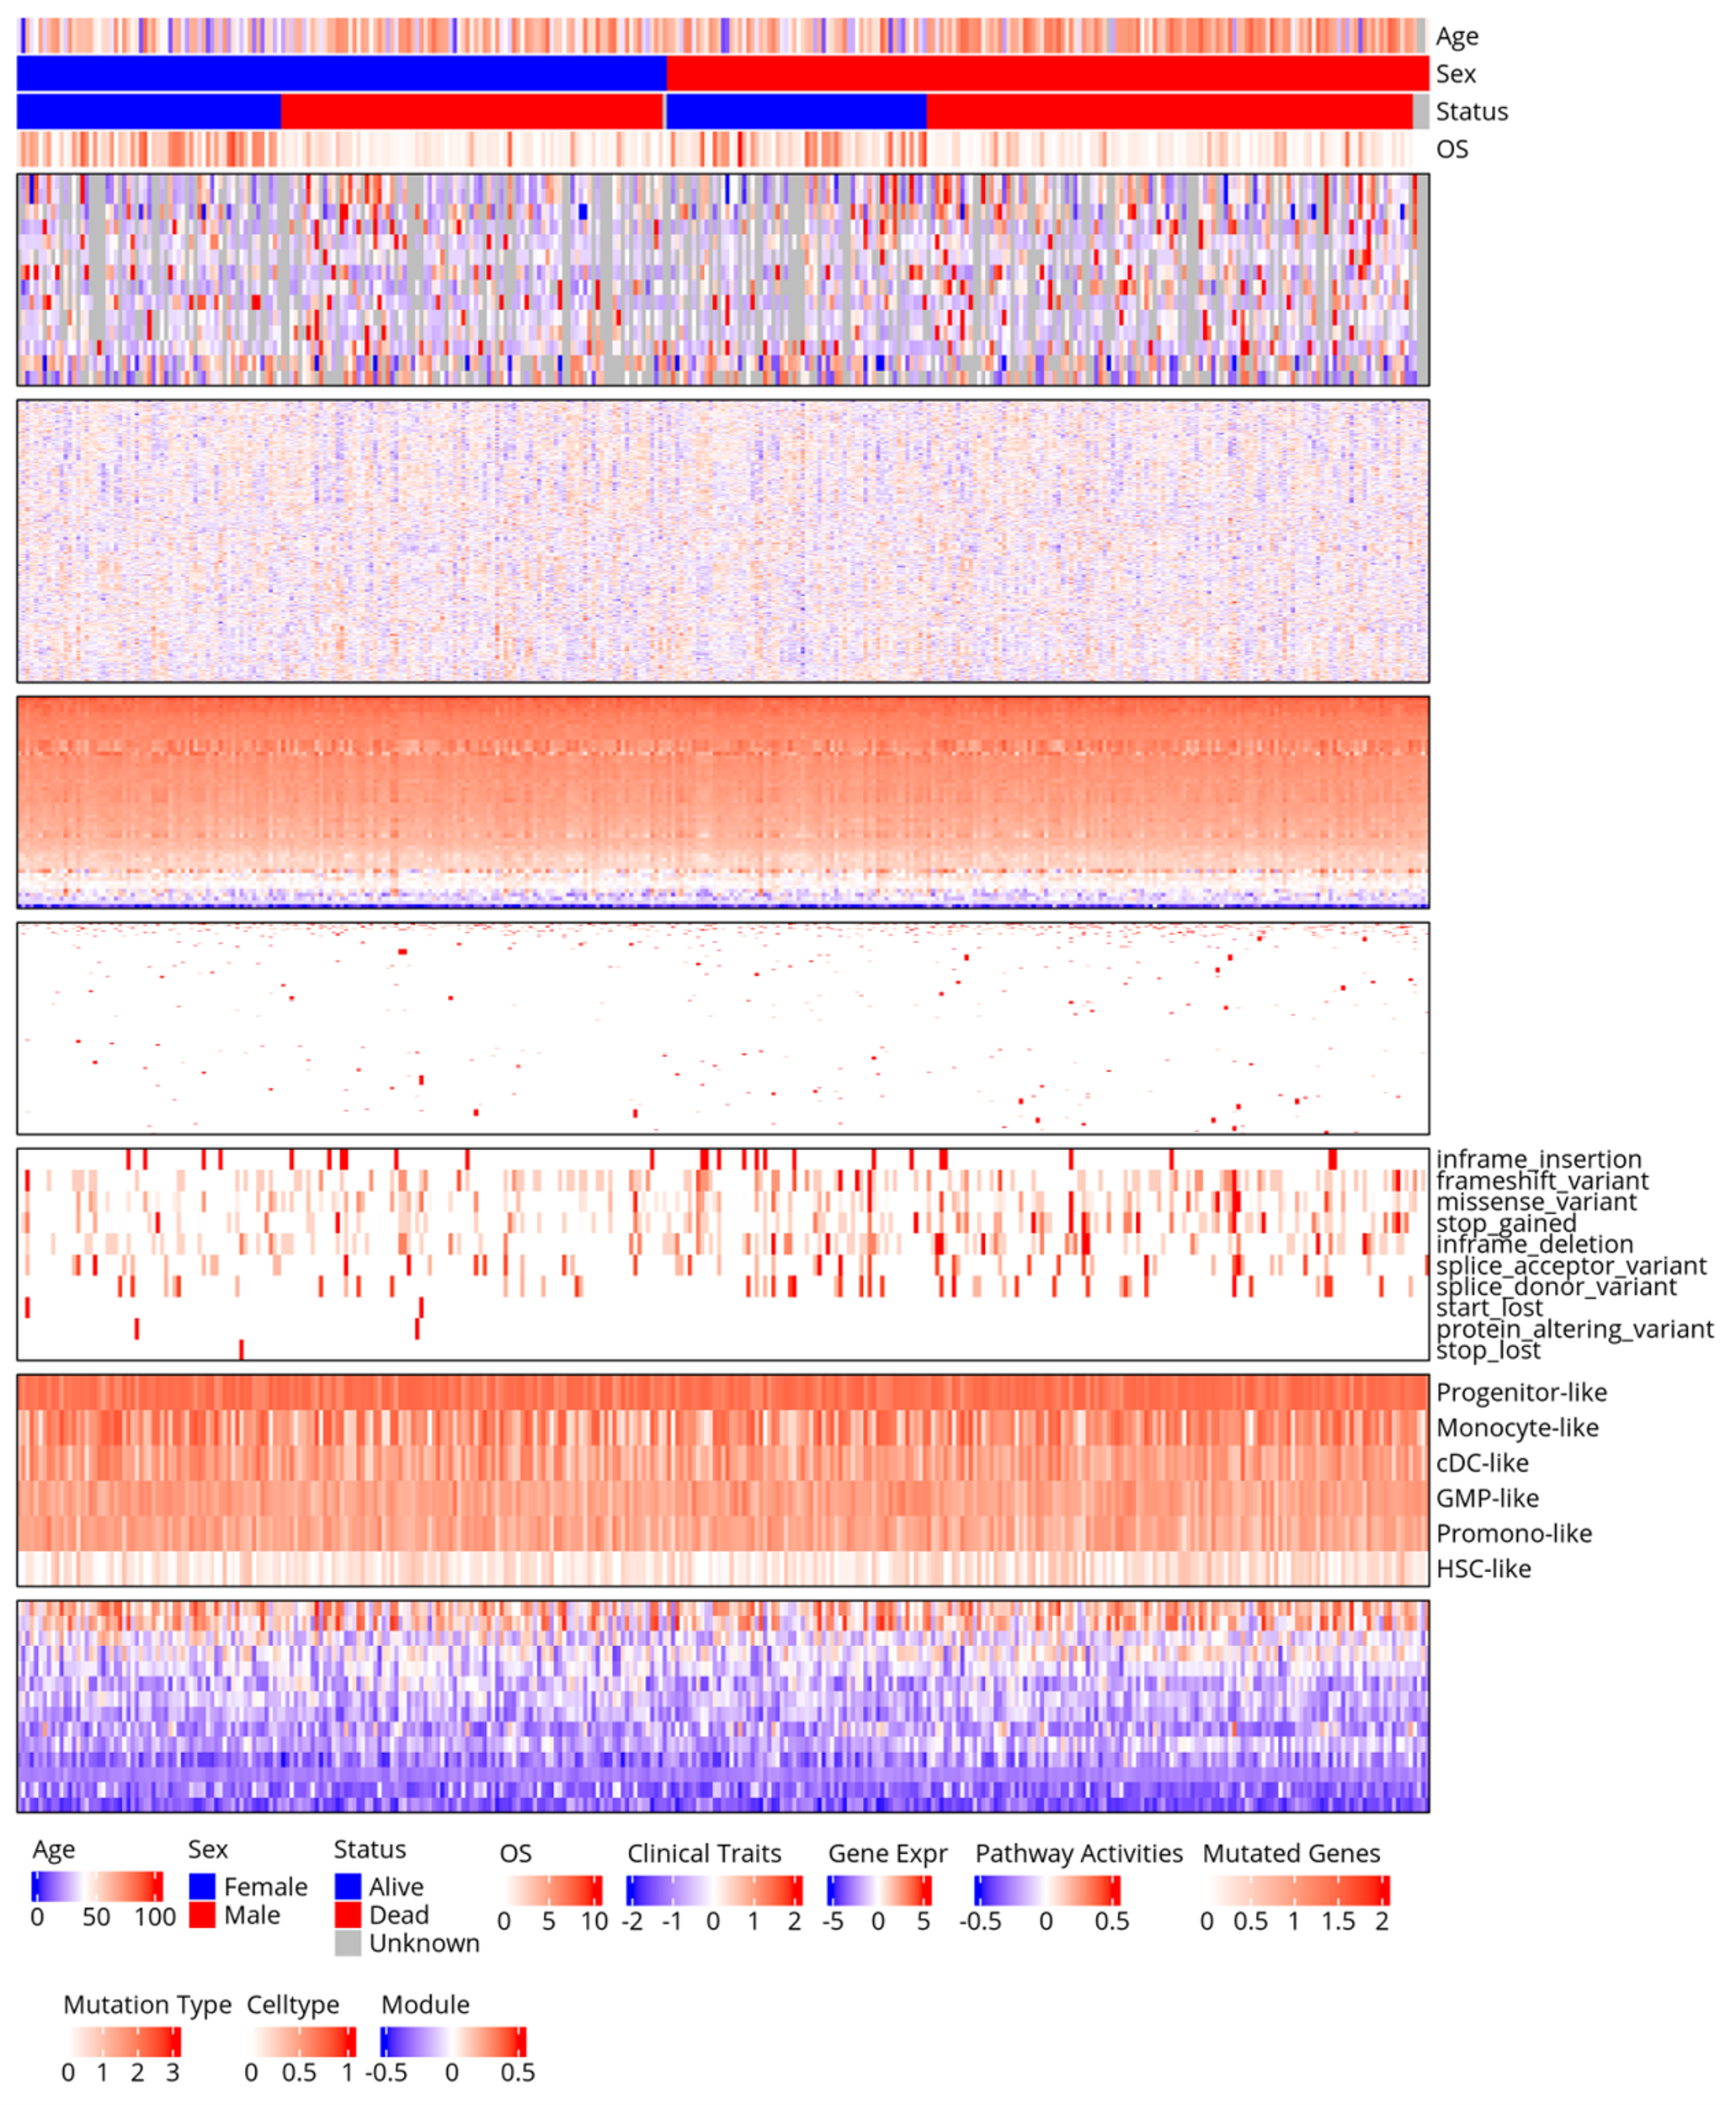 Age
Sex
Status
OS
inframe_insertion
frameshift_variant
missense_variant
stop_gained
inframe_deletion
splice_acceptor_variant
splice_donor_variant
start_lost
protein_altering_variant
stop_lost
Progenitor-like
Monocyte-like
cDC-like
GMP-like
Promono-like
HSC-like
Age Sex Status OS Clinical Traits Gene Expr Pathway Activities Mutated Genes
Female Alive
Male Dead
0 50 100 0 5 10 -2 -1 0 1 2 -5 0 5 -0.5 0 0.5 0 0.5 1 1.5 2
Unknown
Mutation Type Celltype Module
0 1 2 3 0 0.5 1 -0.5 0 0.5